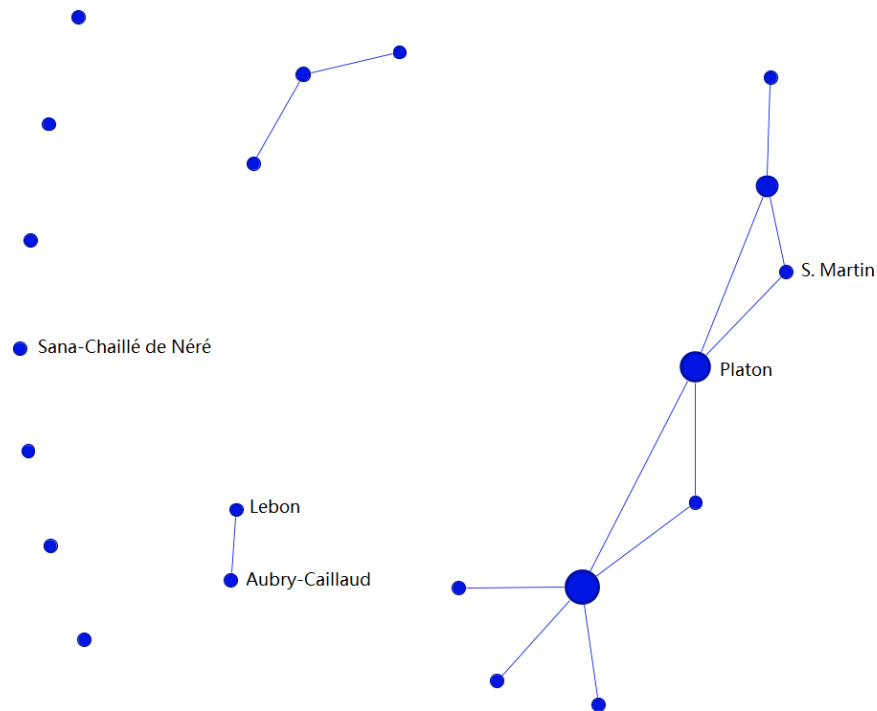 S. Martin
Sana-Chaillé de Néré
Platon
Lebon
Aubry-Caillaud